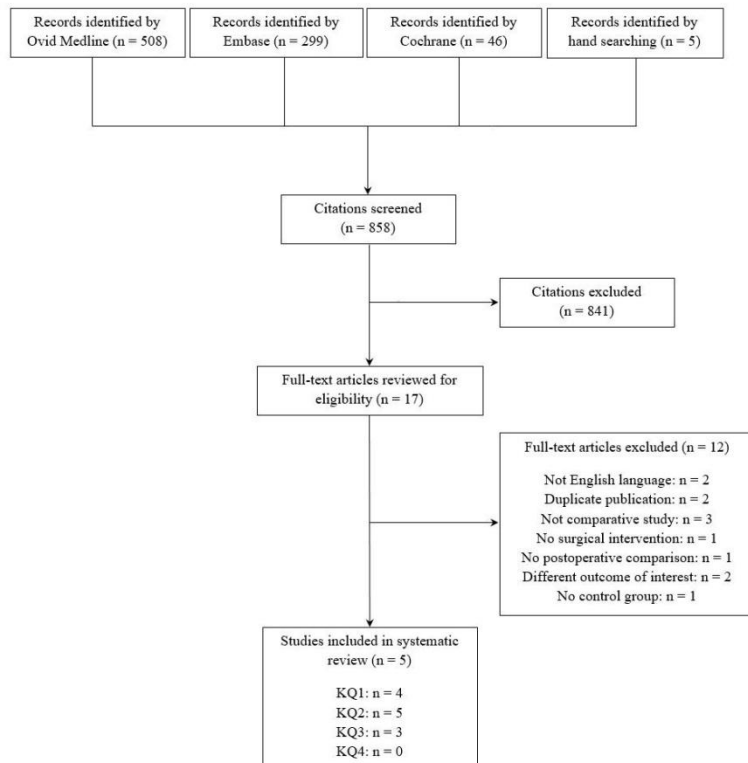 Records identified by
Ovid Medline (n = 508)
Records identified by
Embase (n = 299)
Records identified by
Cochrane (n = 46)
Records identified by
hand searching (n = 5)
Citations screened
(n = 858)
Citations excluded
(n = 841)
Full-text articles reviewed for
eligibility (n = 17)
Full-text articles excluded (n = 12)
Not English language: n = 2
Duplicate publication: n = 2
Not comparative study: n = 3
No surgical intervention: n = 1
No postoperative comparison: n = 1
Different outcome of interest: n = 2
No control group: n = 1
Studies included in systematic
review (n = 5)
KQ1: n = 4
KQ2: n = 5
KQ3: n = 3
KQ4: n = 0